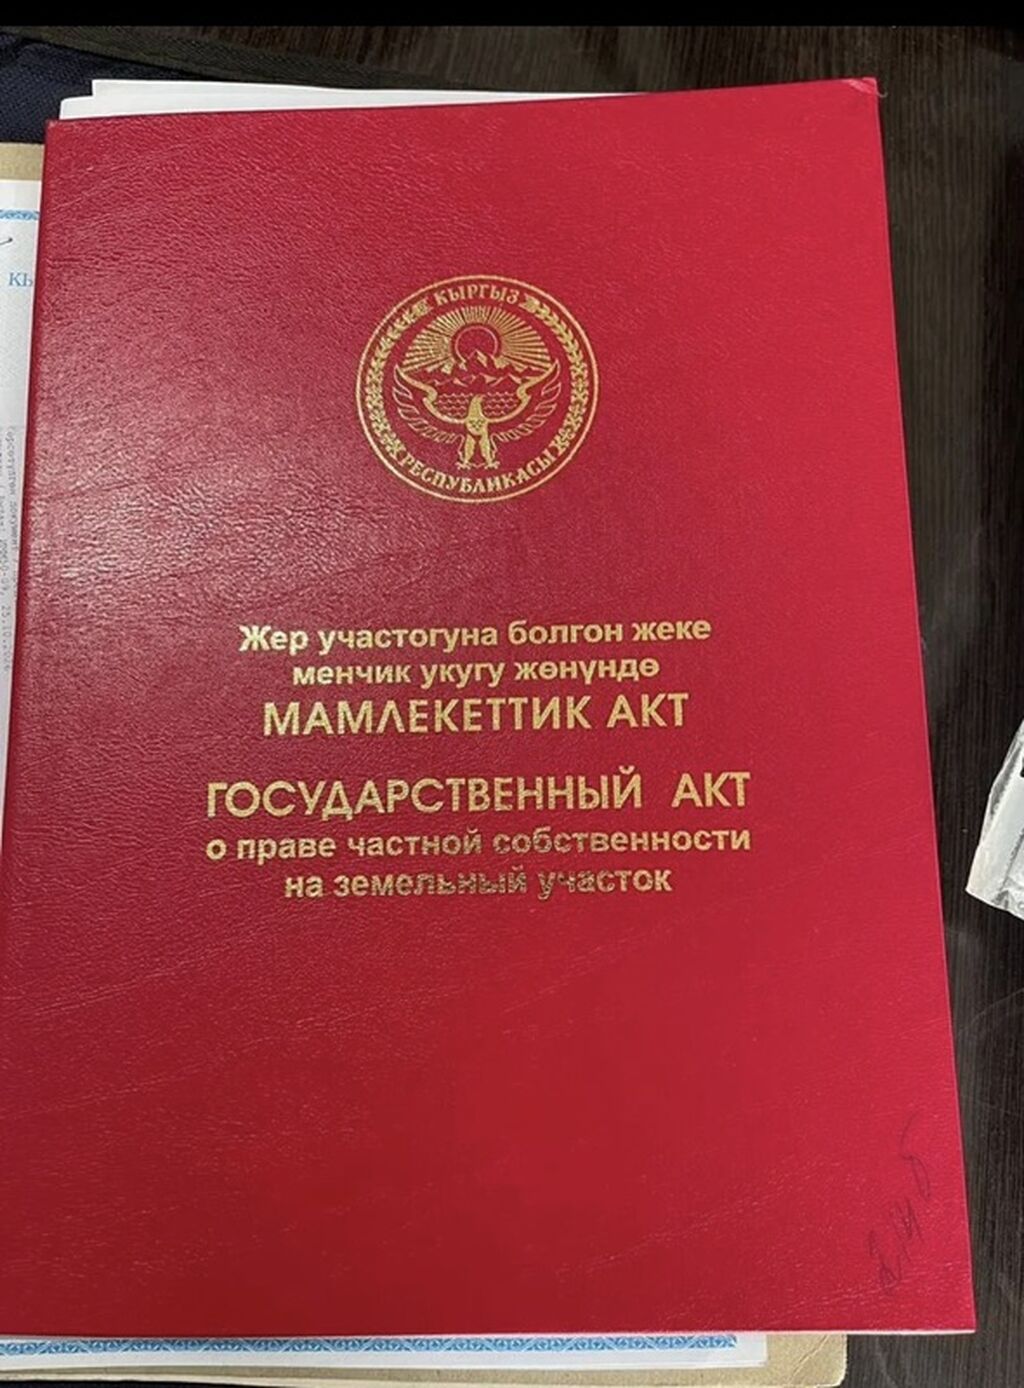 КЫРГЫЗ
РЕСПУБЛИКАСЫ
Жер участогуна болгон жеке
менчик укугу жөнүндө
МАМЛЕКЕТТИК АКТ
ГОСУДАРСТВЕННЫЙ АКТ
о праве частной собственности
на земельный участок
КЫ